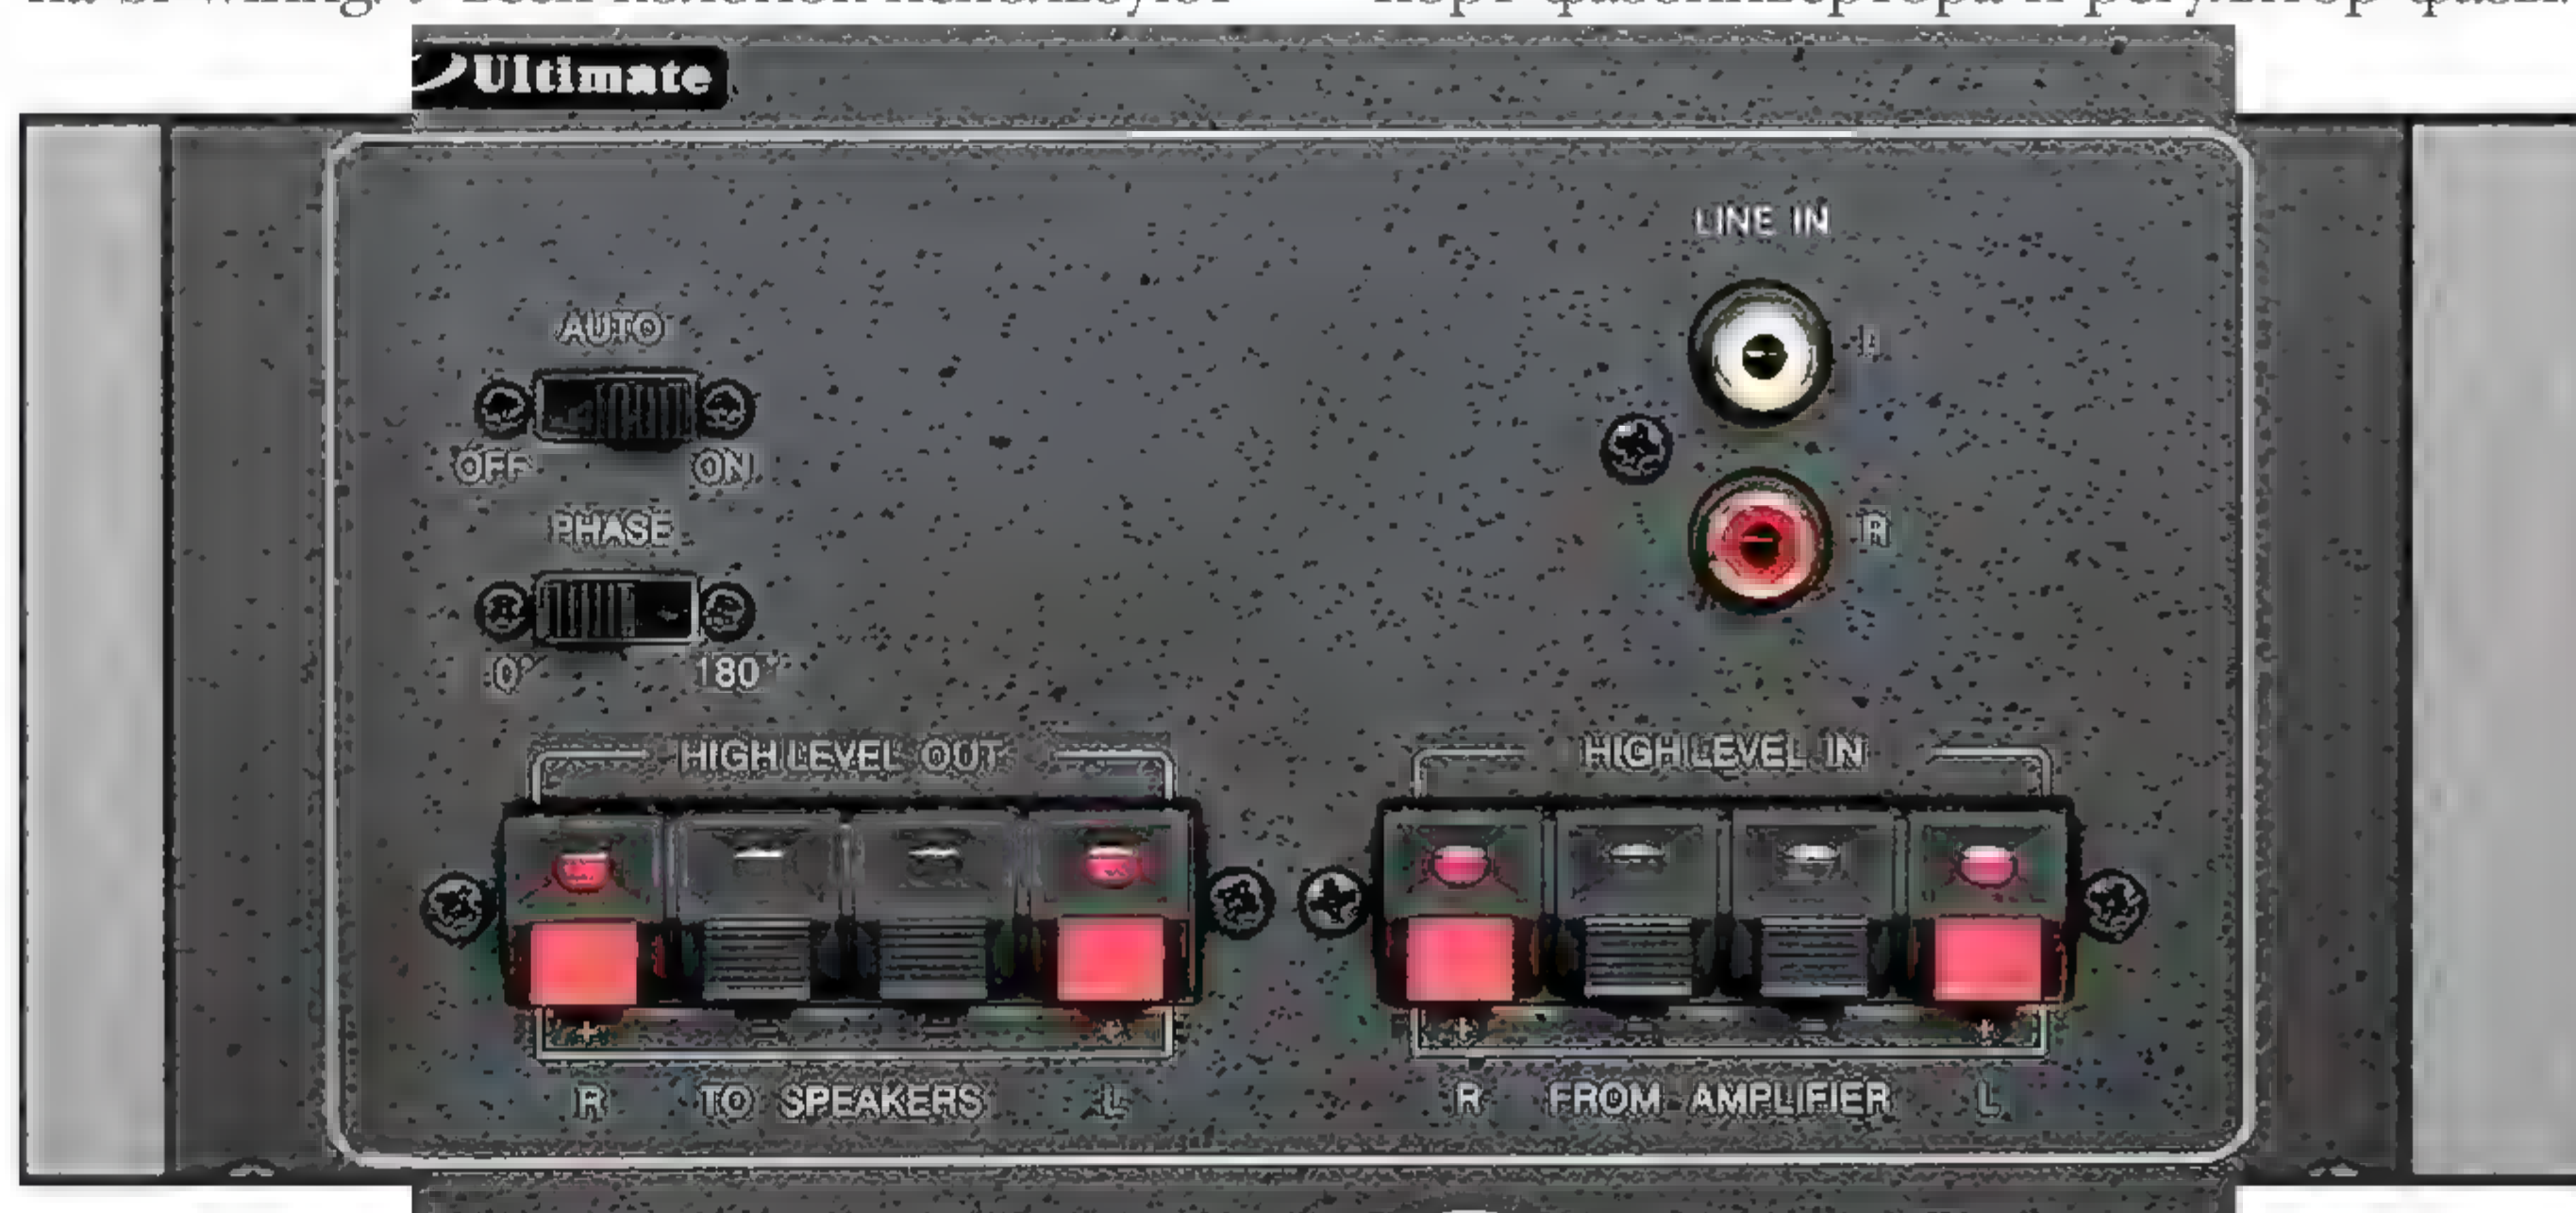 Ultimate
LINE IN
AUTO
L
OFF ON
R
PHASE
0° 180°
HIGH LEVEL OUT
HIGH LEVEL IN
+ - - +
+ - - +
R TO SPEAKERS L
R FROM AMPLIFIER L